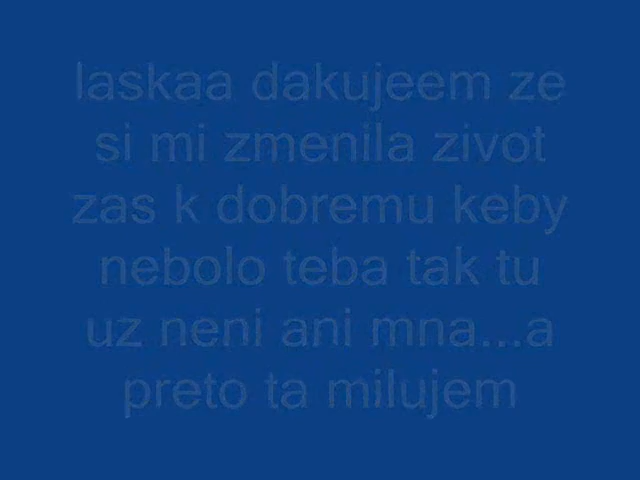 laskaa dakujeem ze
si mi zmenila zivot
zas k dobremu keby
nebolo teba tak tu
uz neni ani mna...a
preto ta milujem